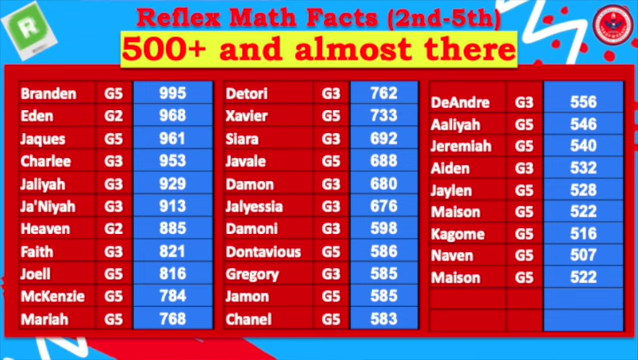 Reflex Math Facts (2nd-5th)
500+ and almost there
Branden G5 995
Eden G2 968
Jaques G5 961
Charlee G3 953
Jaliyah G3 929
Ja'Niyah G3 913
Heaven G2 885
Faith G3 821
Joell G5 816
McKenzie G5 784
Mariah G5 768
Detori G3 762
Xavier G5 733
Siara G3 692
Javale G5 688
Damon G3 680
Jalyessia G3 676
Damoni G3 598
Dontavious G5 586
Gregory G3 585
Jamon G5 585
Chanel G5 583
DeAndre G3 556
Aaliyah G5 546
Jeremiah G5 540
Aiden G3 532
Jaylen G5 528
Maison G5 522
Kagome G5 516
Naven G5 507
Maison G5 522